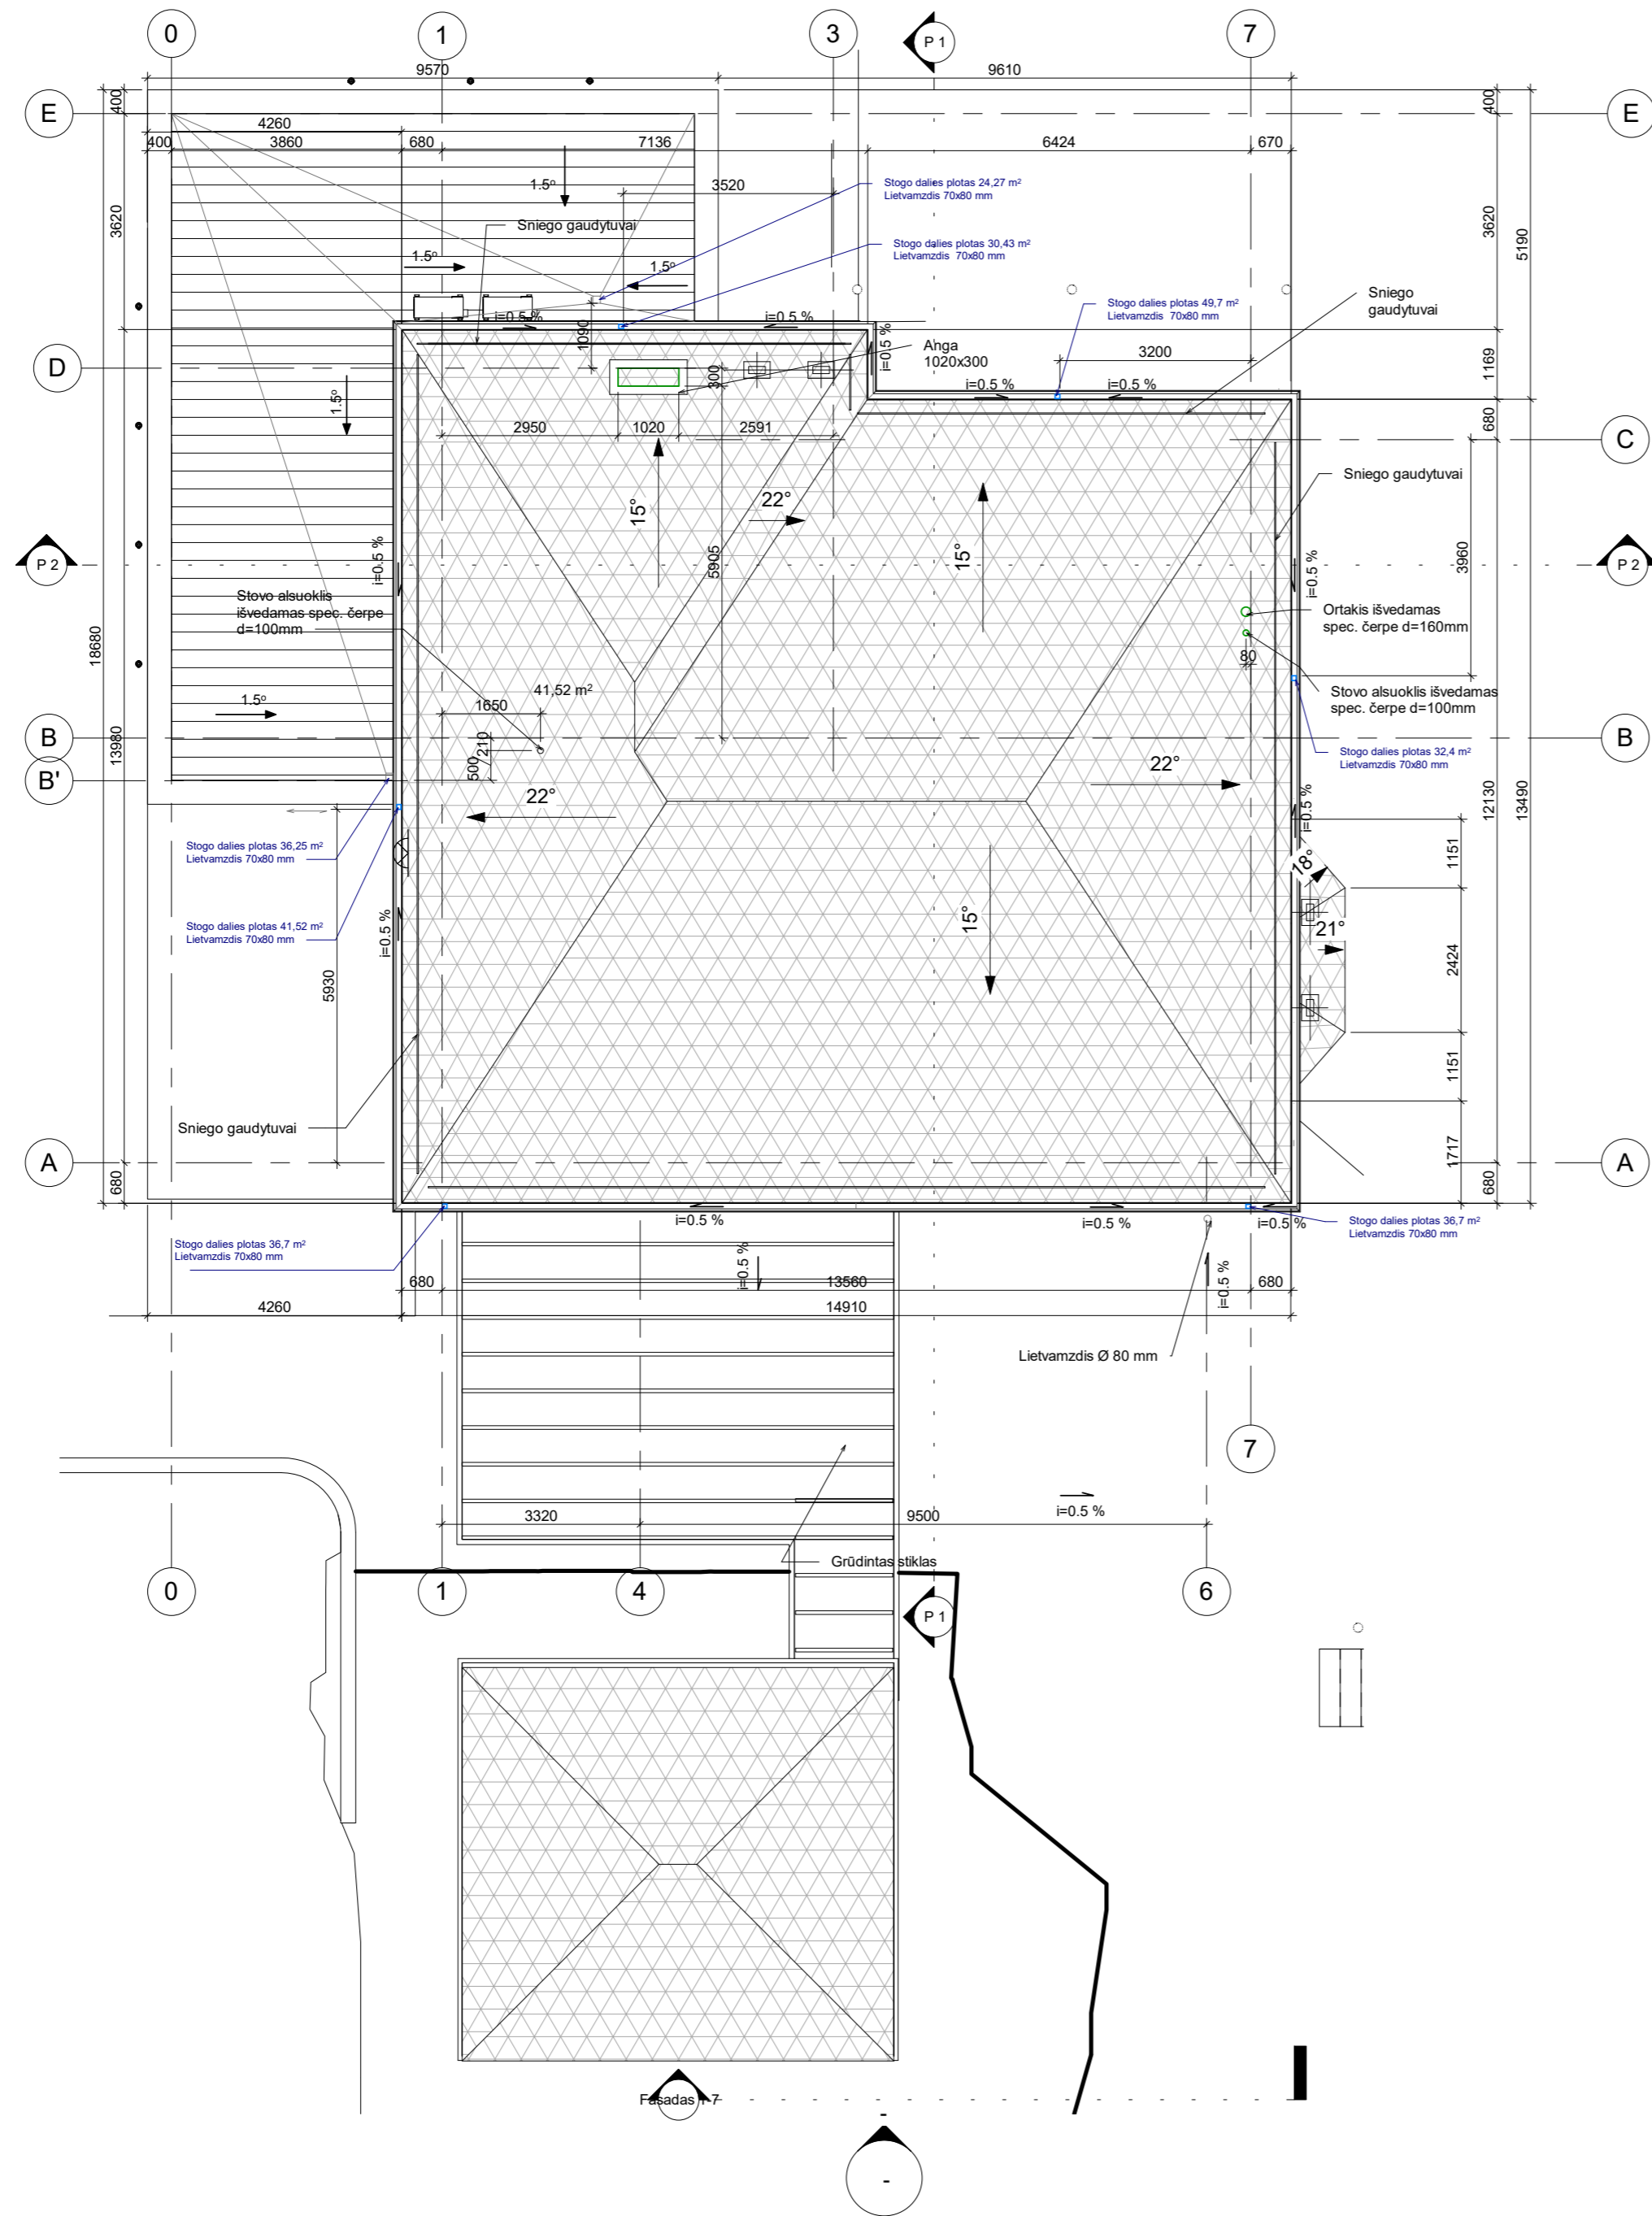 0
1
3
P 1
7
9570
9610
E
400
400
E
4260
400
3860
680
7136
6424
670
1.5º
3520
Stogo dalies plotas 24,27 m²
Lietvamzdis 70x80 mm
3620
Sniego gaudytuvai
3620
5190
Stogo dalies plotas 30,43 m²
Lietvamzdis 70x80 mm
1.5º
1.5º
Sniego
gaudytuvai
Stogo dalies plotas 49,7 m²
Lietvamzdis 70x80 mm
i=0.5 %
i=0.5 %
1090
i=0.5 %
Anga
1020x300
3200
1169
D
300
i=0.5 %
i=0.5 %
1.5º
680
2950
1020
2591
C
Sniego gaudytuvai
22°
15°
15°
P 2
i=0.5 %
5905
i=0.5 %
3960
P 2
Stovo alsuoklis
išvedamas spec. čerpe
d=100mm
Ortakis išvedamas
spec. čerpe d=160mm
18680
80
41,52 m²
Stovo alsuoklis išvedamas
spec. čerpe d=100mm
1.5º
1650
B
13980
210
B
500
Stogo dalies plotas 32,4 m²
Lietvamzdis 70x80 mm
B'
22°
22°
i=0.5 %
12130
13490
Stogo dalies plotas 36,25 m²
Lietvamzdis 70x80 mm
1151
18°
Stogo dalies plotas 41,52 m²
Lietvamzdis 70x80 mm
i=0.5 %
15°
21°
2424
5930
1151
Sniego gaudytuvai
A
1717
A
680
680
i=0.5 %
i=0.5 %
i=0.5 %
Stogo dalies plotas 36,7 m²
Lietvamzdis 70x80 mm
Stogo dalies plotas 36,7 m²
Lietvamzdis 70x80 mm
i=0.5 %
i=0.5 %
680
13560
680
4260
14910
Lietvamzdis Ø 80 mm
7
3320
9500
i=0.5 %
Grūdintas stiklas
0
1
4
6
P 1
Fasadas 1-7
-
-